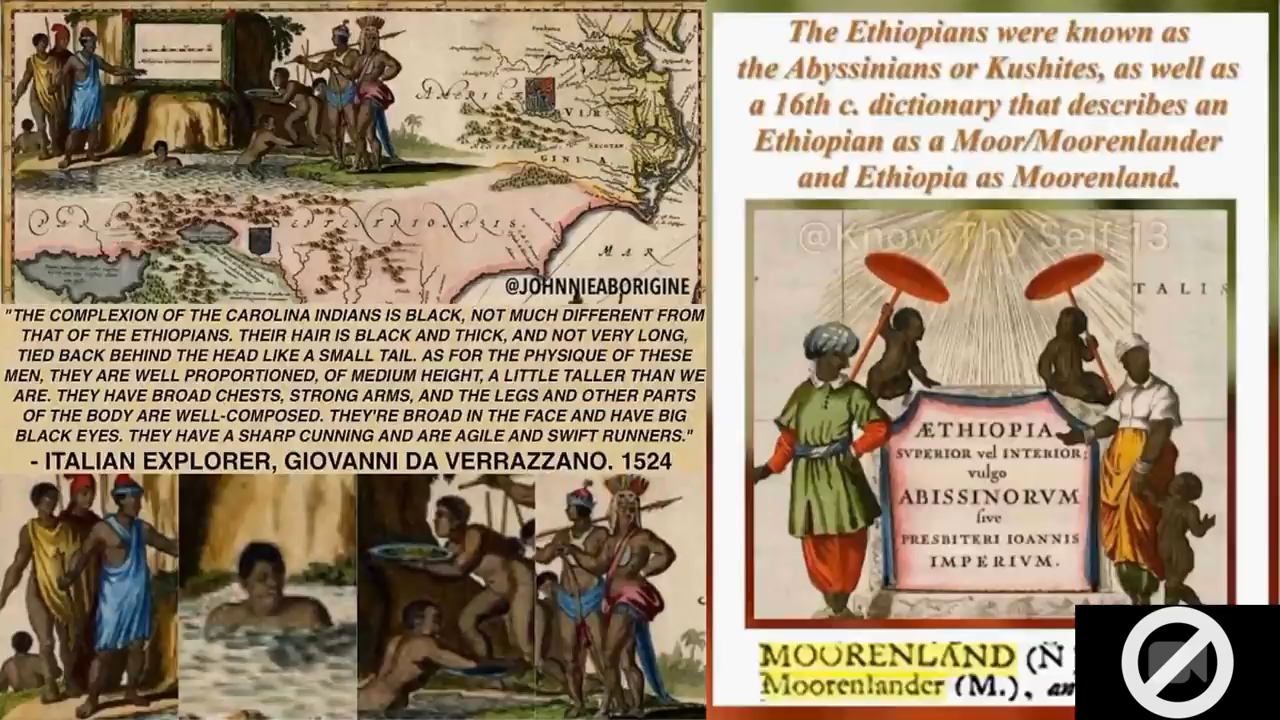 AMERICÆ
VIR
GINIA
SEPTENTRIONALIS
MAR
@JOHNNIEABORIGINE
"THE COMPLEXION OF THE CAROLINA INDIANS IS BLACK, NOT MUCH DIFFERENT FROM
THAT OF THE ETHIOPIANS. THEIR HAIR IS BLACK AND THICK, AND NOT VERY LONG,
TIED BACK BEHIND THE HEAD LIKE A SMALL TAIL. AS FOR THE PHYSIQUE OF THESE
MEN, THEY ARE WELL PROPORTIONED, OF MEDIUM HEIGHT, A LITTLE TALLER THAN WE
ARE. THEY HAVE BROAD CHESTS, STRONG ARMS, AND THE LEGS AND OTHER PARTS
OF THE BODY ARE WELL-COMPOSED. THEY'RE BROAD IN THE FACE AND HAVE BIG
BLACK EYES. THEY HAVE A SHARP CUNNING AND ARE AGILE AND SWIFT RUNNERS."
- ITALIAN EXPLORER, GIOVANNI DA VERRAZZANO. 1524
The Ethiopians were known as
the Abyssinians or Kushites, as well as
a 16th c. dictionary that describes an
Ethiopian as a Moor/Moorenlander
and Ethiopia as Moorenland.
@Know Thy Self 13
TALIS
ÆTHIOPIA
SVPERIOR vel INTERIOR;
vulgo
ABISSINORVM
sive
PRESBITERI IOANNIS
IMPERIVM.
MOORENLAND (N
Moorenlander (M.), an